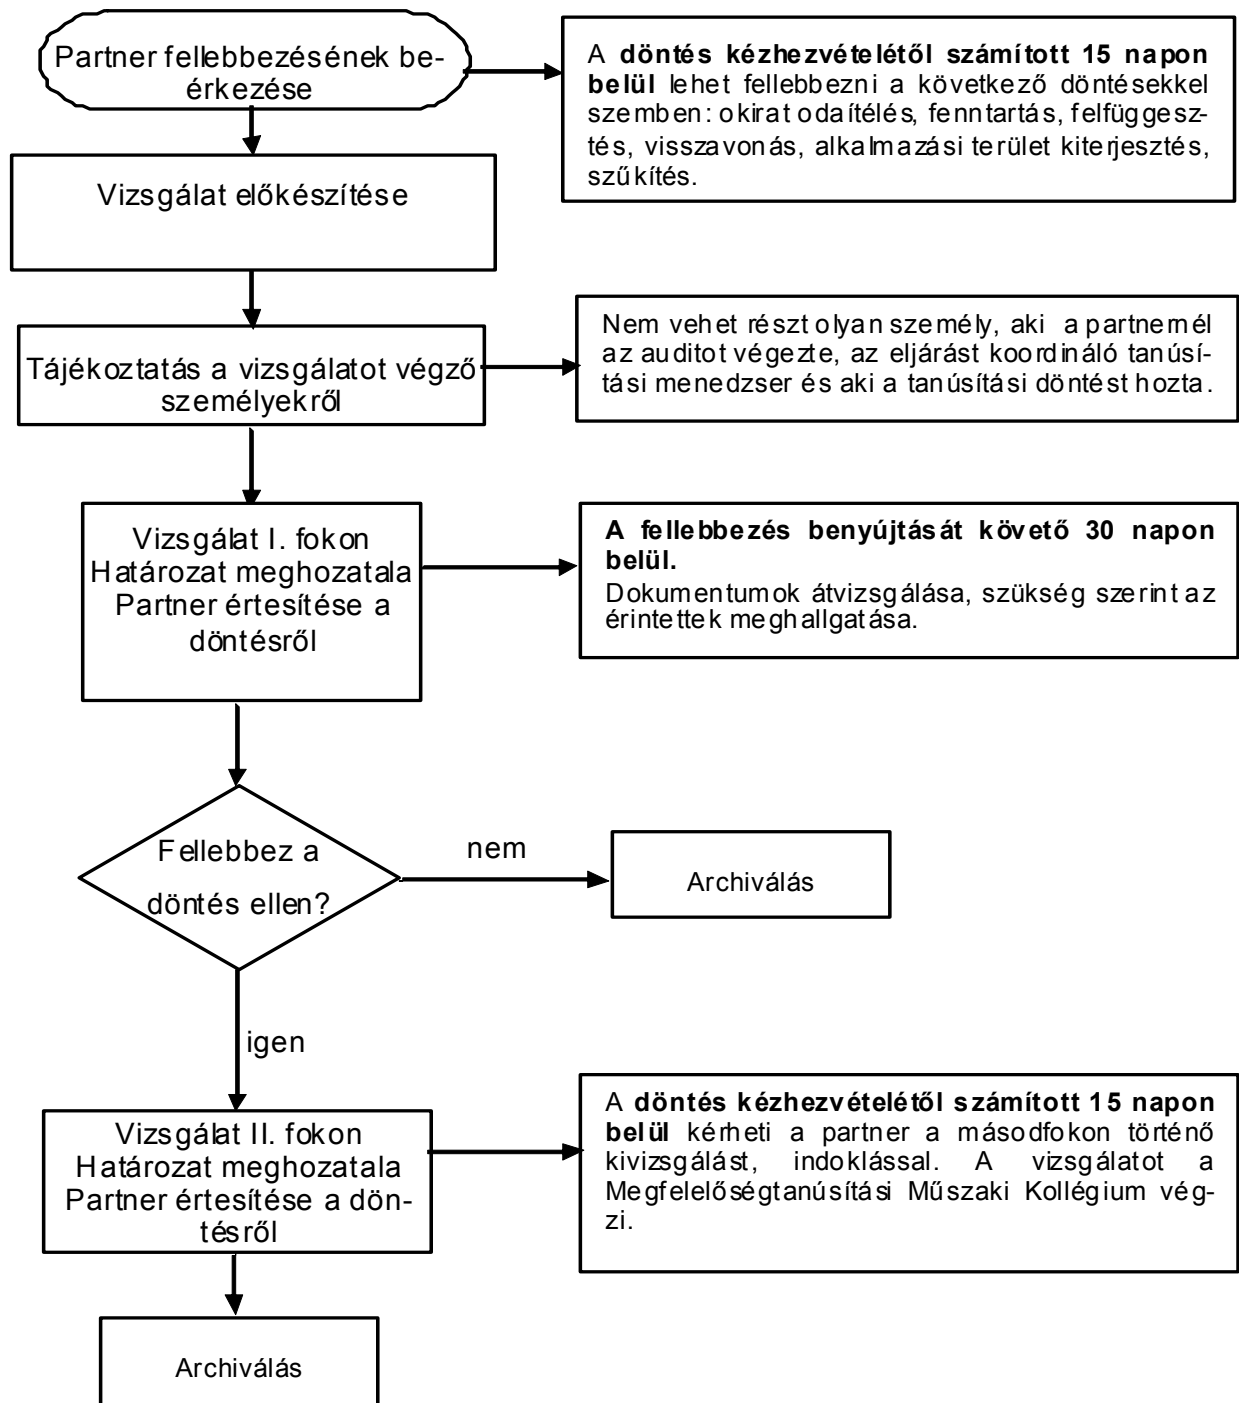 Partner fellebbezésének be-
érkezése
A döntés kézhezvételétől számított 15 napon
belül lehet fellebbezni a következő döntésekkel
szemben: okirat odaítélés, fenntartás, felfüggesz-
tés, visszavonás, alkalmazási terület kiterjesztés,
szűkítés.
Vizsgálat előkészítése
Tájékoztatás a vizsgálatot végző
személyekről
Nem vehet részt olyan személy, aki a partnernél
az auditot végezte, az eljárást koordináló tanúsí-
tási menedzser és aki a tanúsítási döntést hozta.
Vizsgálat I. fokon
Határozat meghozatala
Partner értesítése a
döntésről
A fellebbezés benyújtását követő 30 napon
belül.
Dokumentumok átvizsgálása, szükség szerint az
érintettek meghallgatása.
Fellebbez a
döntés ellen?
nem
Archiválás
igen
Vizsgálat II. fokon
Határozat meghozatala
Partner értesítése a dön-
tésről
A döntés kézhezvételétől számított 15 napon
belül kérheti a partner a másodfokon történő
kivizsgálást, indoklással. A vizsgálatot a
Megfelelőségtanúsítási Műszaki Kollégium vég-
zi.
Archiválás